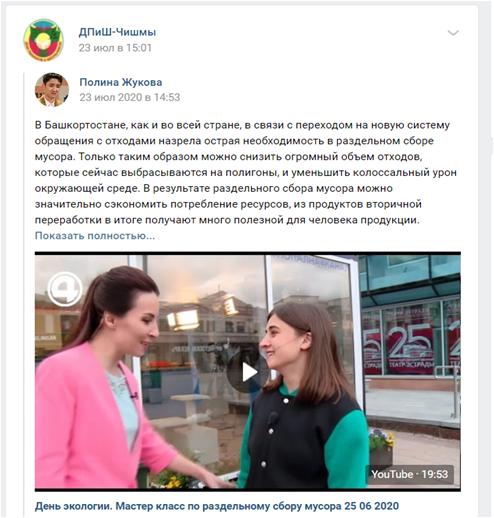 ДПиШ-Чишмы
23 июл в 15:01
Полина Жукова
23 июл 2020 в 14:53
В Башкортостане, как и во всей стране, в связи с переходом на новую систему
обращения с отходами назрела острая необходимость в раздельном сборе
мусора. Только таким образом можно снизить огромный объем отходов,
которые сейчас выбрасываются на полигоны, и уменьшить колоссальный урон
окружающей среде. В результате раздельного сбора мусора можно
значительно сэкономить потребление ресурсов, из продуктов вторичной
переработки в итоге получают много полезной для человека продукции.
Показать полностью...
4
25 25
ТЕАТР ЭСТРАДЫ
YouTube · 19:53
День экологии. Мастер класс по раздельному сбору мусора 25 06 2020